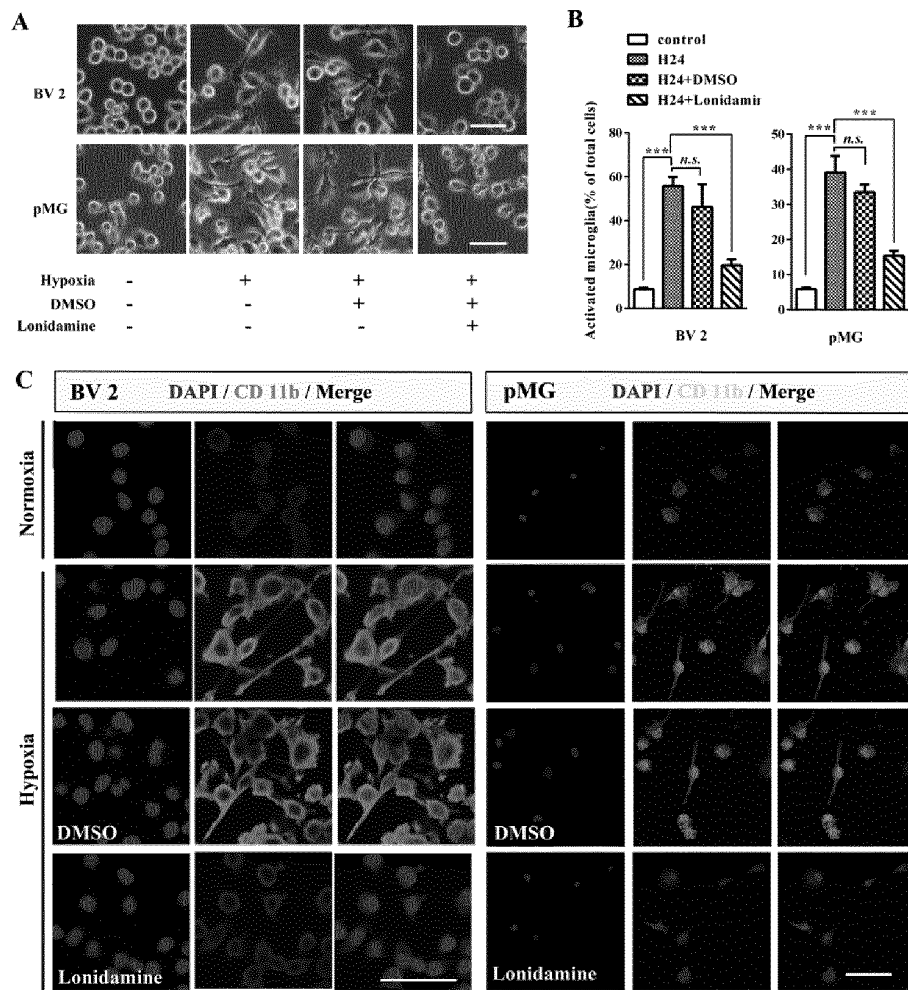 A
BV 2
pMG
Hypoxia - + + +
DMSO - - + +
Lonidamine - - - +
B
control
H24
H24+DMSO
H24+Lonidamir
Activated microglia(% of total cells)
80
60
40
20
0
*** n.s. ***
BV 2
50
40
30
20
10
0
*** n.s. ***
pMG
C
BV 2 DAPI / CD 11b / Merge
pMG DAPI / CD 11b / Merge
Normoxia
Hypoxia
DMSO
DMSO
Lonidamine
Lonidamine